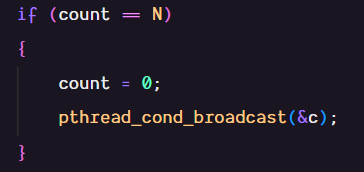 if (count == N)
{
    count = 0;
    pthread_cond_broadcast(&c);
}